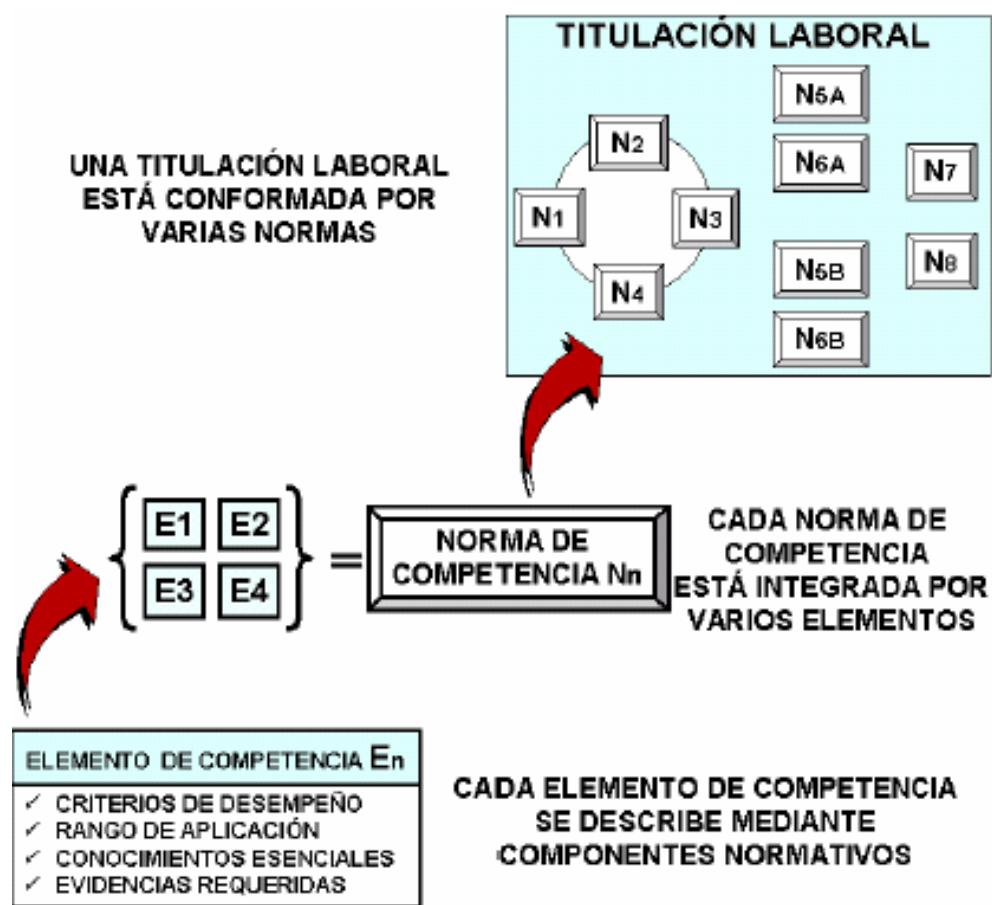 TITULACIÓN LABORAL
N5A
N2
N6A
N7
N1
N3
N5B
N8
N4
N6B
UNA TITULACIÓN LABORAL
ESTÁ CONFORMADA POR
VARIAS NORMAS
E1 E2
E3 E4
=
NORMA DE
COMPETENCIA Nn
CADA NORMA DE
COMPETENCIA
ESTÁ INTEGRADA POR
VARIOS ELEMENTOS
ELEMENTO DE COMPETENCIA En
✓ CRITERIOS DE DESEMPEÑO
✓ RANGO DE APLICACIÓN
✓ CONOCIMIENTOS ESENCIALES
✓ EVIDENCIAS REQUERIDAS
CADA ELEMENTO DE COMPETENCIA
SE DESCRIBE MEDIANTE
COMPONENTES NORMATIVOS